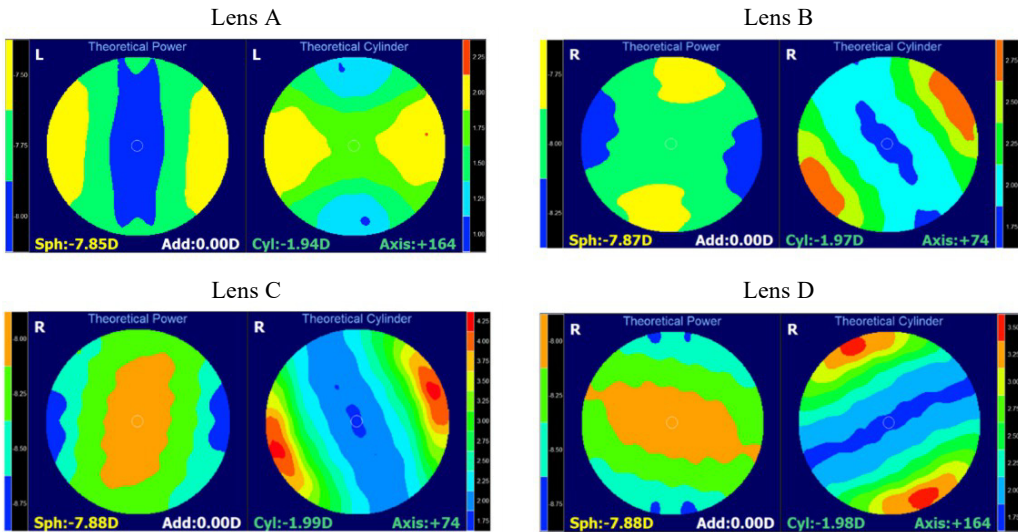 Lens A
Lens B
L
Theoretical Power
-7.50
-7.75
-8.00
Sph:-7.85D
Add:0.00D
L
Theoretical Cylinder
2.25
2.00
1.75
1.50
1.25
1.00
Cyl:-1.94D
Axis:+164
R
Theoretical Power
-7.75
-8.00
-8.25
Sph:-7.87D
Add:0.00D
R
Theoretical Cylinder
2.75
2.50
2.25
2.00
1.75
Cyl:-1.97D
Axis:+74
Lens C
Lens D
R
Theoretical Power
-8.25
-8.50
-8.75
Sph:-7.88D
Add:0.00D
R
Theoretical Cylinder
4.25
4.00
3.75
3.50
3.25
3.00
2.75
2.50
2.25
2.00
1.75
Cyl:-1.99D
Axis:+74
R
Theoretical Power
-8.25
-8.50
-8.75
Sph:-7.88D
Add:0.00D
R
Theoretical Cylinder
3.50
3.25
3.00
2.75
2.50
2.25
2.00
1.75
Cyl:-1.98D
Axis:+164